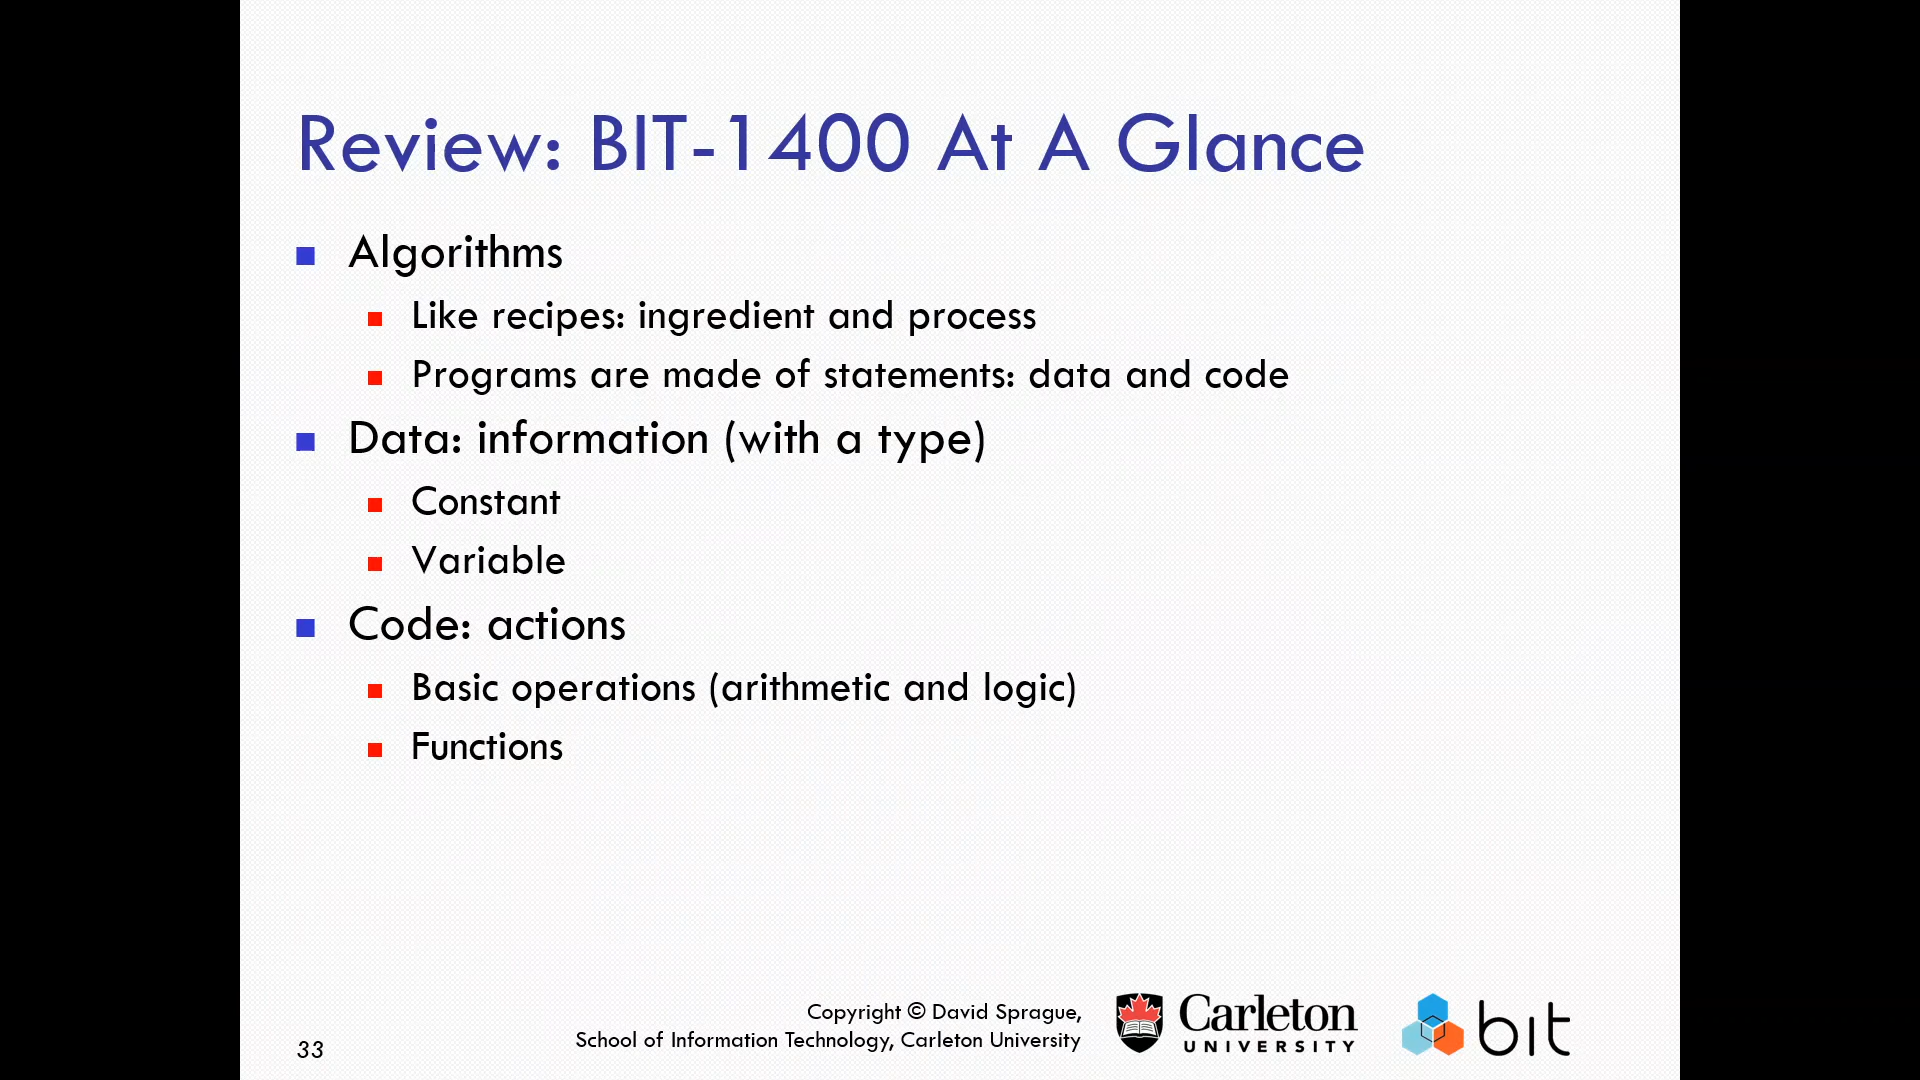 Review: BIT-1400 At A Glance
Algorithms
Like recipes: ingredient and process
Programs are made of statements: data and code
Data: information (with a type)
Constant
Variable
Code: actions
Basic operations (arithmetic and logic)
Functions
33
Copyright © David Sprague,
School of Information Technology, Carleton University
Carleton
UNIVERSITY
bit